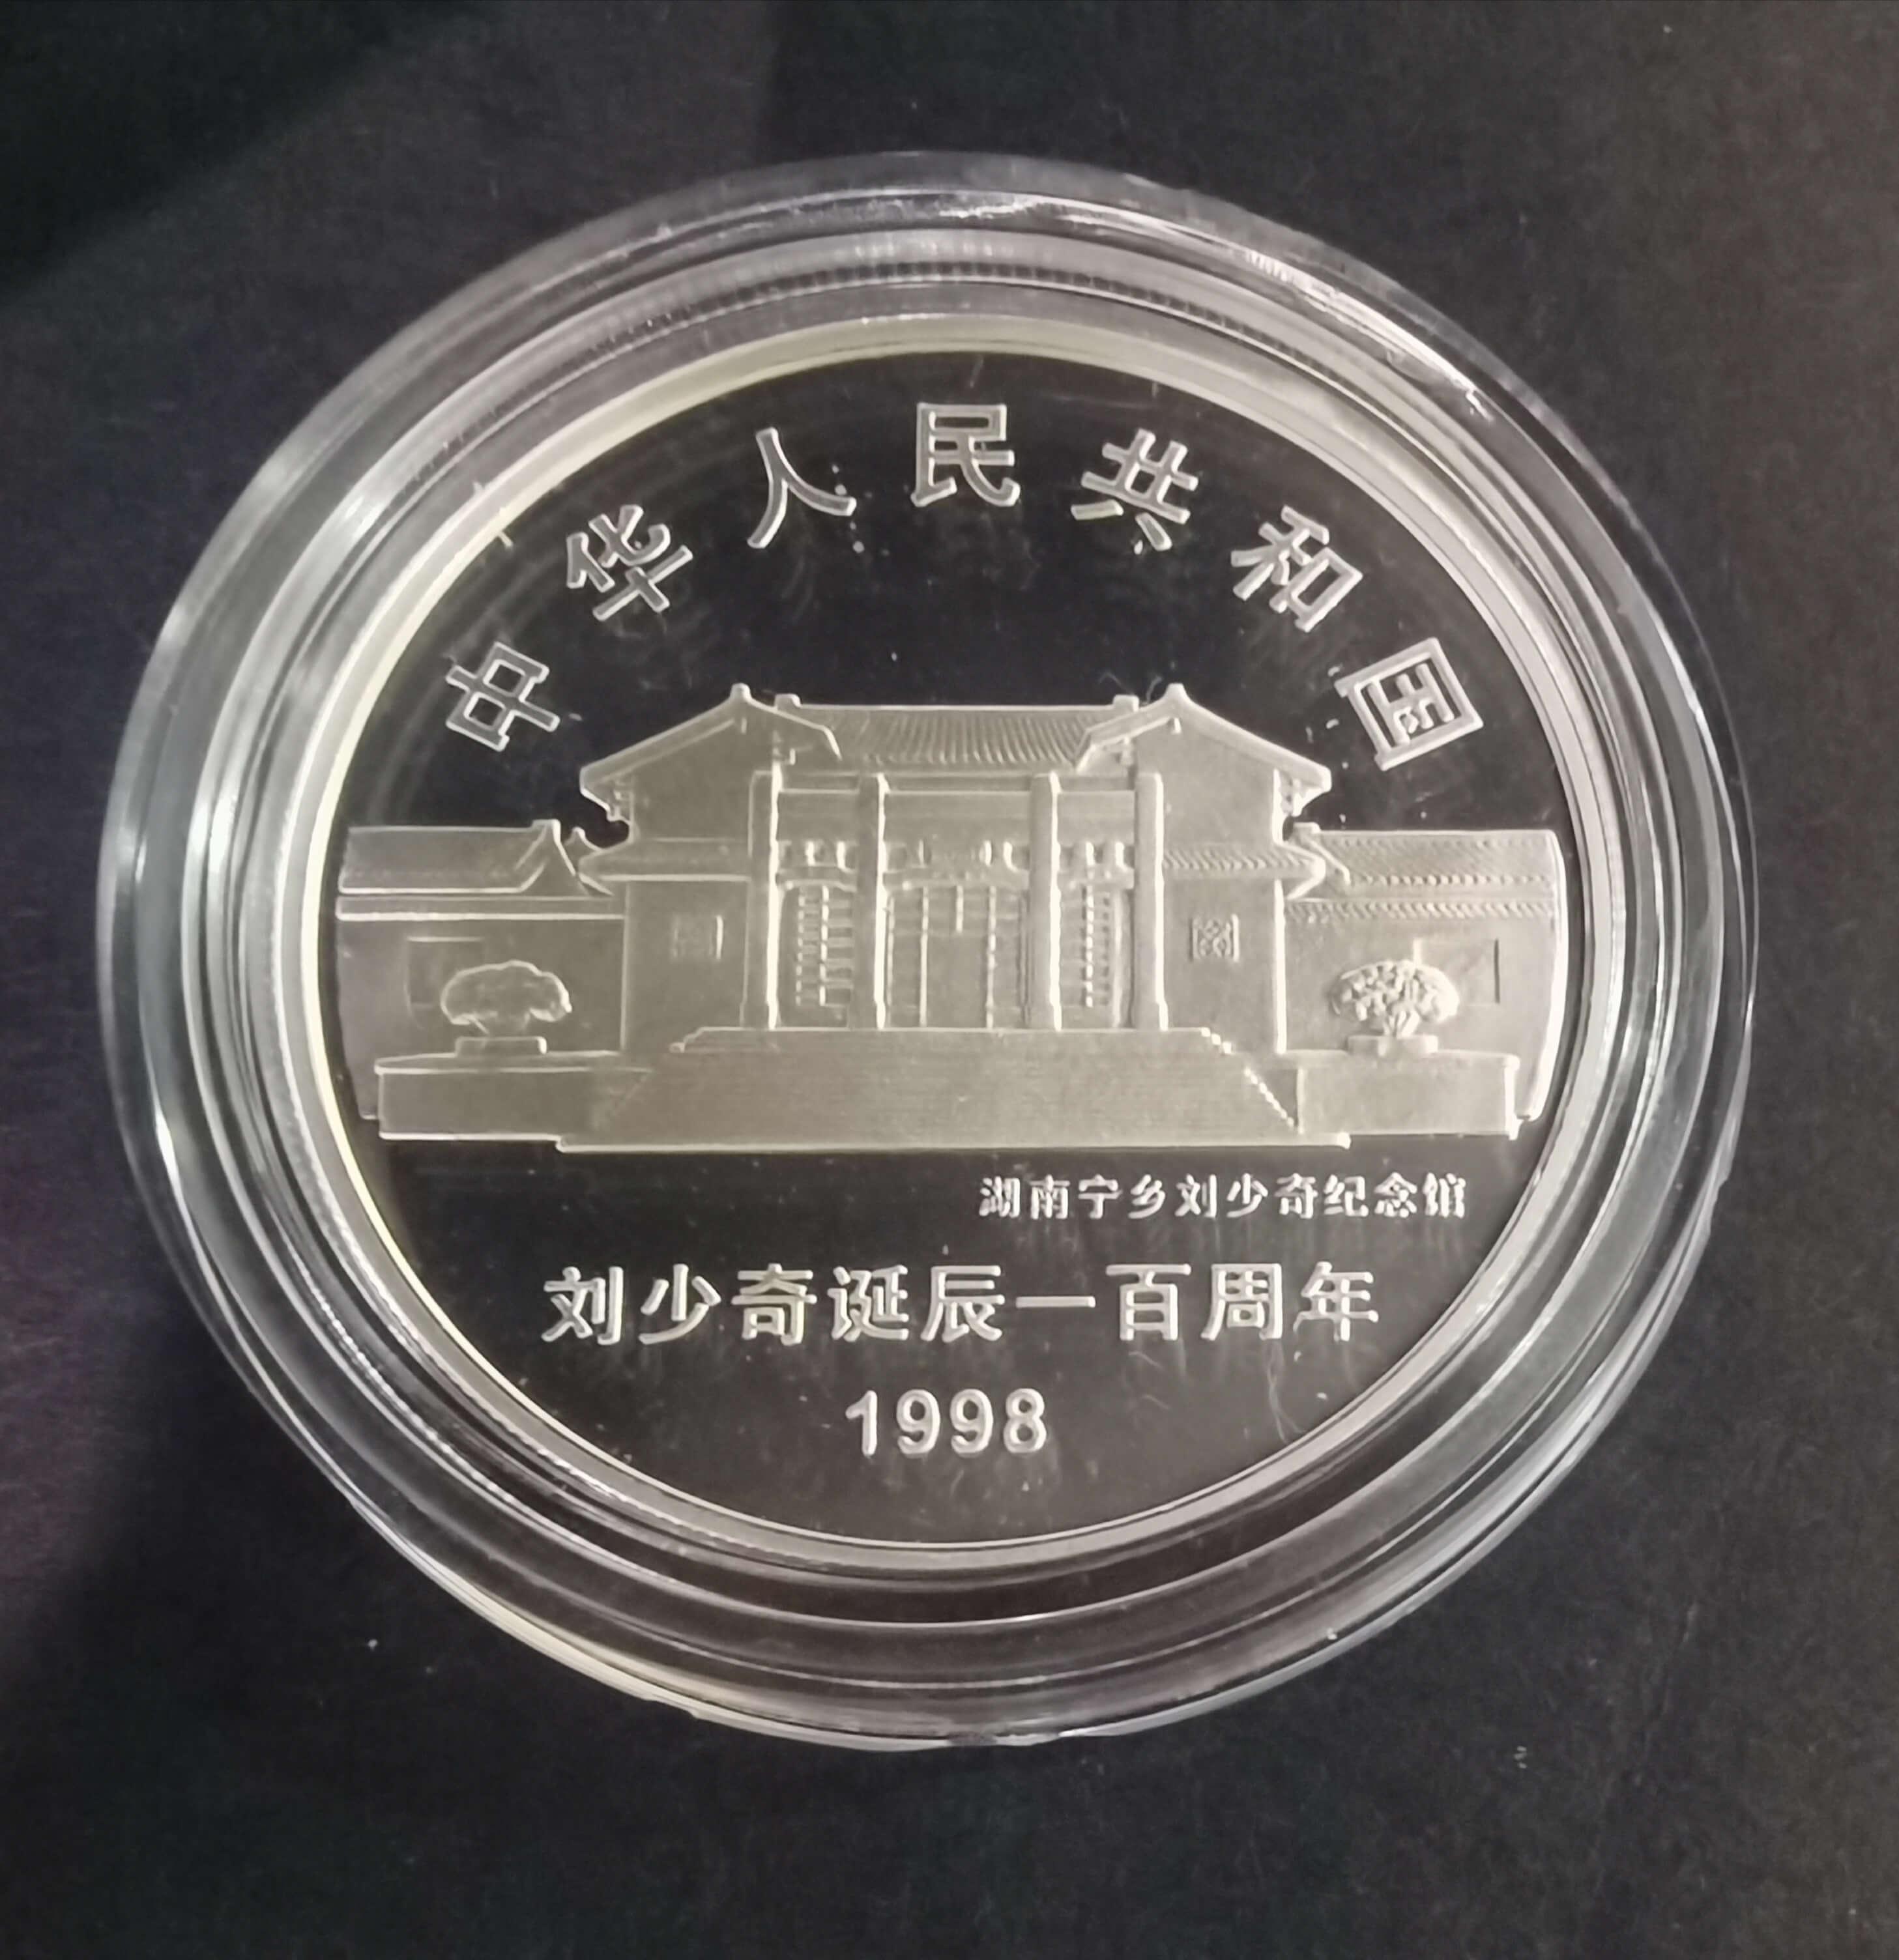 中华人民共和国
湖南宁乡刘少奇纪念馆
刘少奇诞辰一百周年
1998